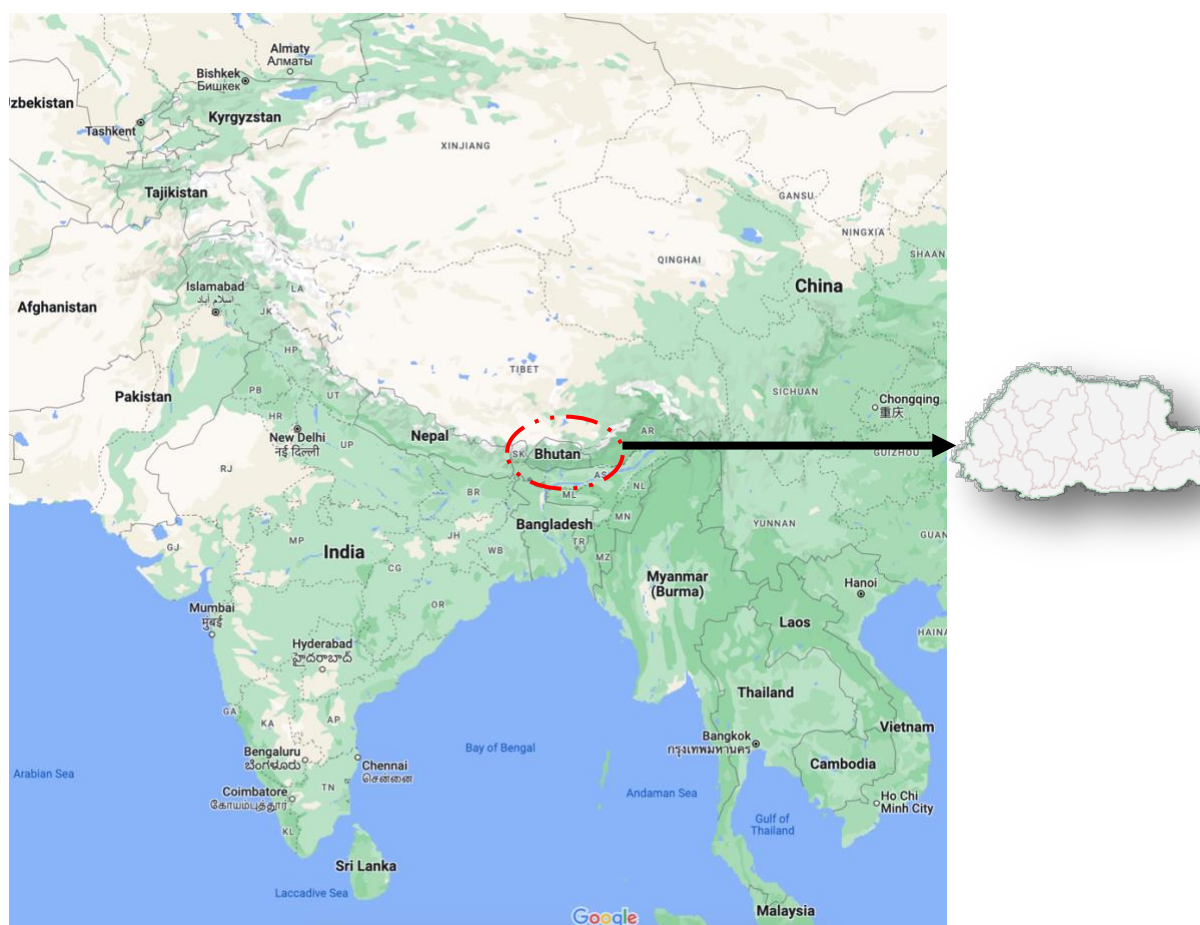 Almaty
Алматы
Bishkek
Бишкек
zbekistan
Kyrgyzstan
Tashkent
XINJIANG
Tajikistan
GANSU
NINGXIA
SHAAN
QINGHAI
China
Islamabad
اسلام آباد
LA
JK
Afghanistan
HP
TIBET
PB
UT
SICHUAN
Pakistan
Chongqing
重庆
HR
New Delhi
नई दिल्ली
UP
Nepal
AR
SK
Bhutan
GUIZHOU
RJ
AS
NL
BR
ML
MN
Bangladesh
YUNNAN
GUAN
GJ
MP
India
JH
WB
TR
MZ
CG
Myanmar
(Burma)
Hanoi
Mumbai
मुंबई
OR
Laos
HAINA
Hyderabad
హైదరాబాద్
Thailand
GA
KA
AP
Vietnam
Bangkok
กรุงเทพมหานคร
Bay of Bengal
Bengaluru
ಬೆಂಗಳೂರು
Chennai
சென்னை
Cambodia
Arabian Sea
Coimbatore
கோயம்புத்தூர்
TN
Andaman Sea
Ho Chi
Minh City
Gulf of
Thailand
KL
Sri Lanka
Laccadive Sea
Google
Malaysia